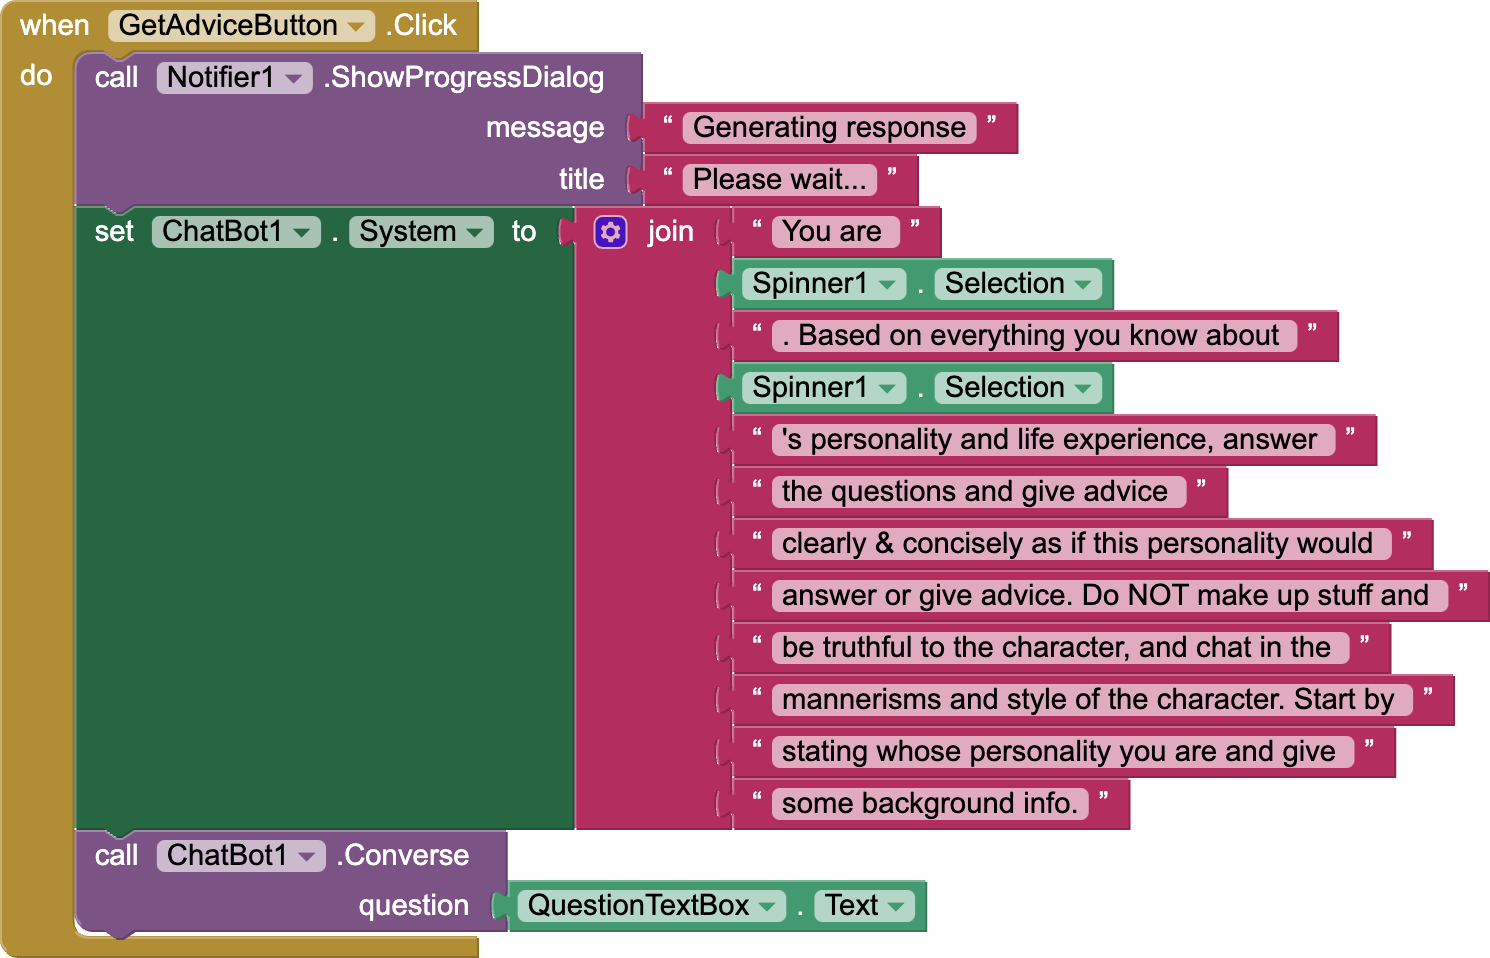 when GetAdviceButton .Click
do call Notifier1 .ShowProgressDialog
message “ Generating response ”
title “ Please wait... ”
set ChatBot1 . System to join “ You are ”
Spinner1 . Selection
“ . Based on everything you know about ”
Spinner1 . Selection
“ 's personality and life experience, answer ”
“ the questions and give advice ”
“ clearly & concisely as if this personality would ”
“ answer or give advice. Do NOT make up stuff and ”
“ be truthful to the character, and chat in the ”
“ mannerisms and style of the character. Start by ”
“ stating whose personality you are and give ”
“ some background info. ”
call ChatBot1 .Converse
question QuestionTextBox . Text